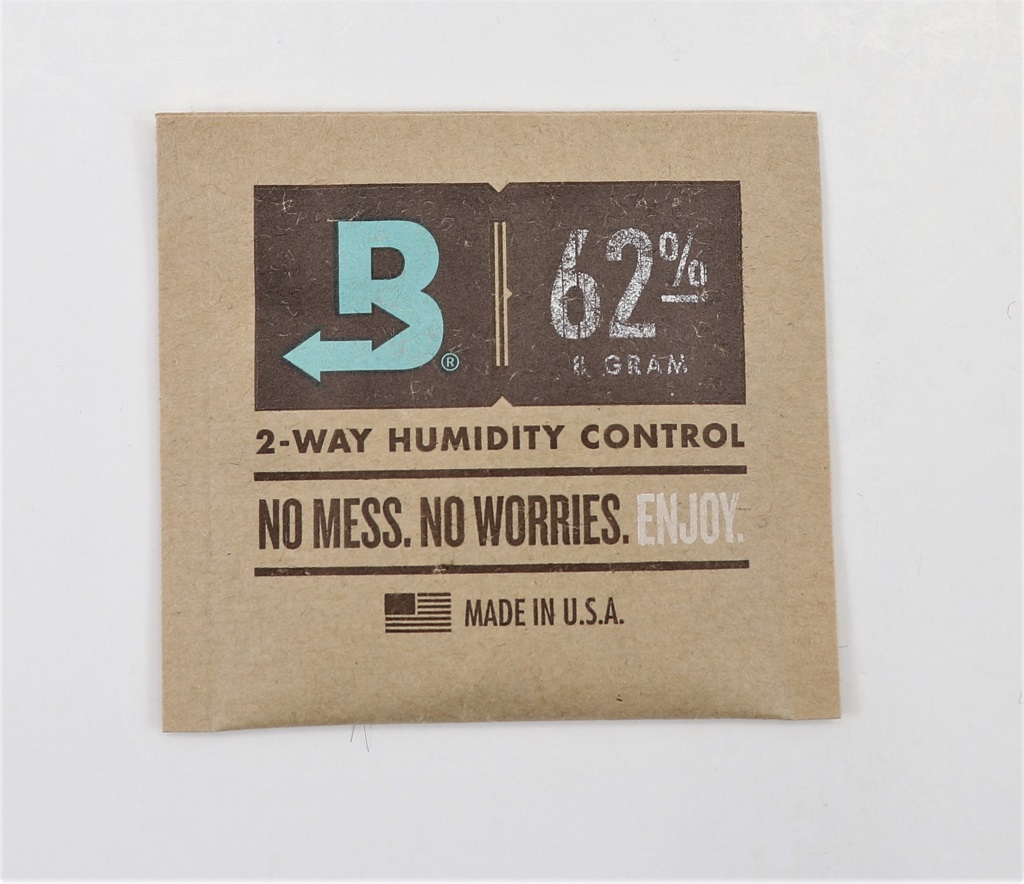 B®
62%
8 GRAM
2-WAY HUMIDITY CONTROL
NO MESS. NO WORRIES. ENJOY.
MADE IN U.S.A.